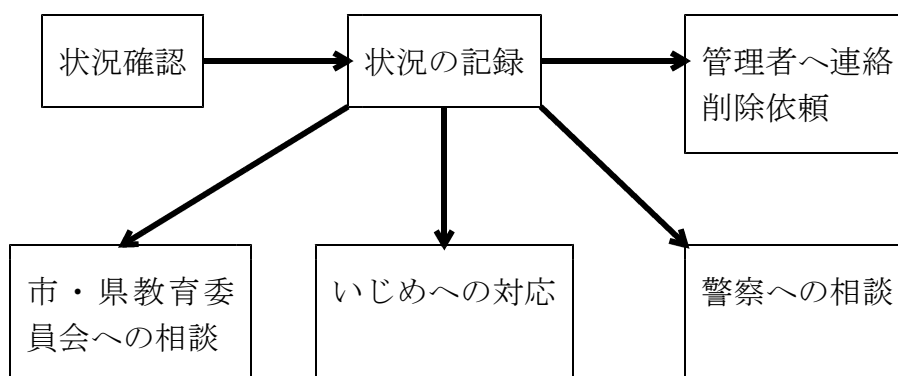 状況確認
状況の記録
管理者へ連絡
削除依頼
市・県教育委
員会への相談
いじめへの対応
警察への相談